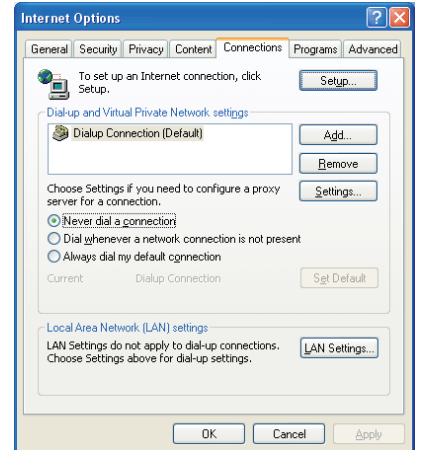 Internet Options
General Security Privacy Content Connections Programs Advanced
To set up an Internet connection, click
Setup.
Setup...
Dial-up and Virtual Private Network settings
Dialup Connection (Default)
Add...
Remove
Choose Settings if you need to configure a proxy
server for a connection.
Settings...
Never dial a connection
Dial whenever a network connection is not present
Always dial my default connection
Current Dialup Connection
Set Default
Local Area Network (LAN) settings
LAN Settings do not apply to dial-up connections.
Choose Settings above for dial-up settings.
LAN Settings...
OK Cancel Apply